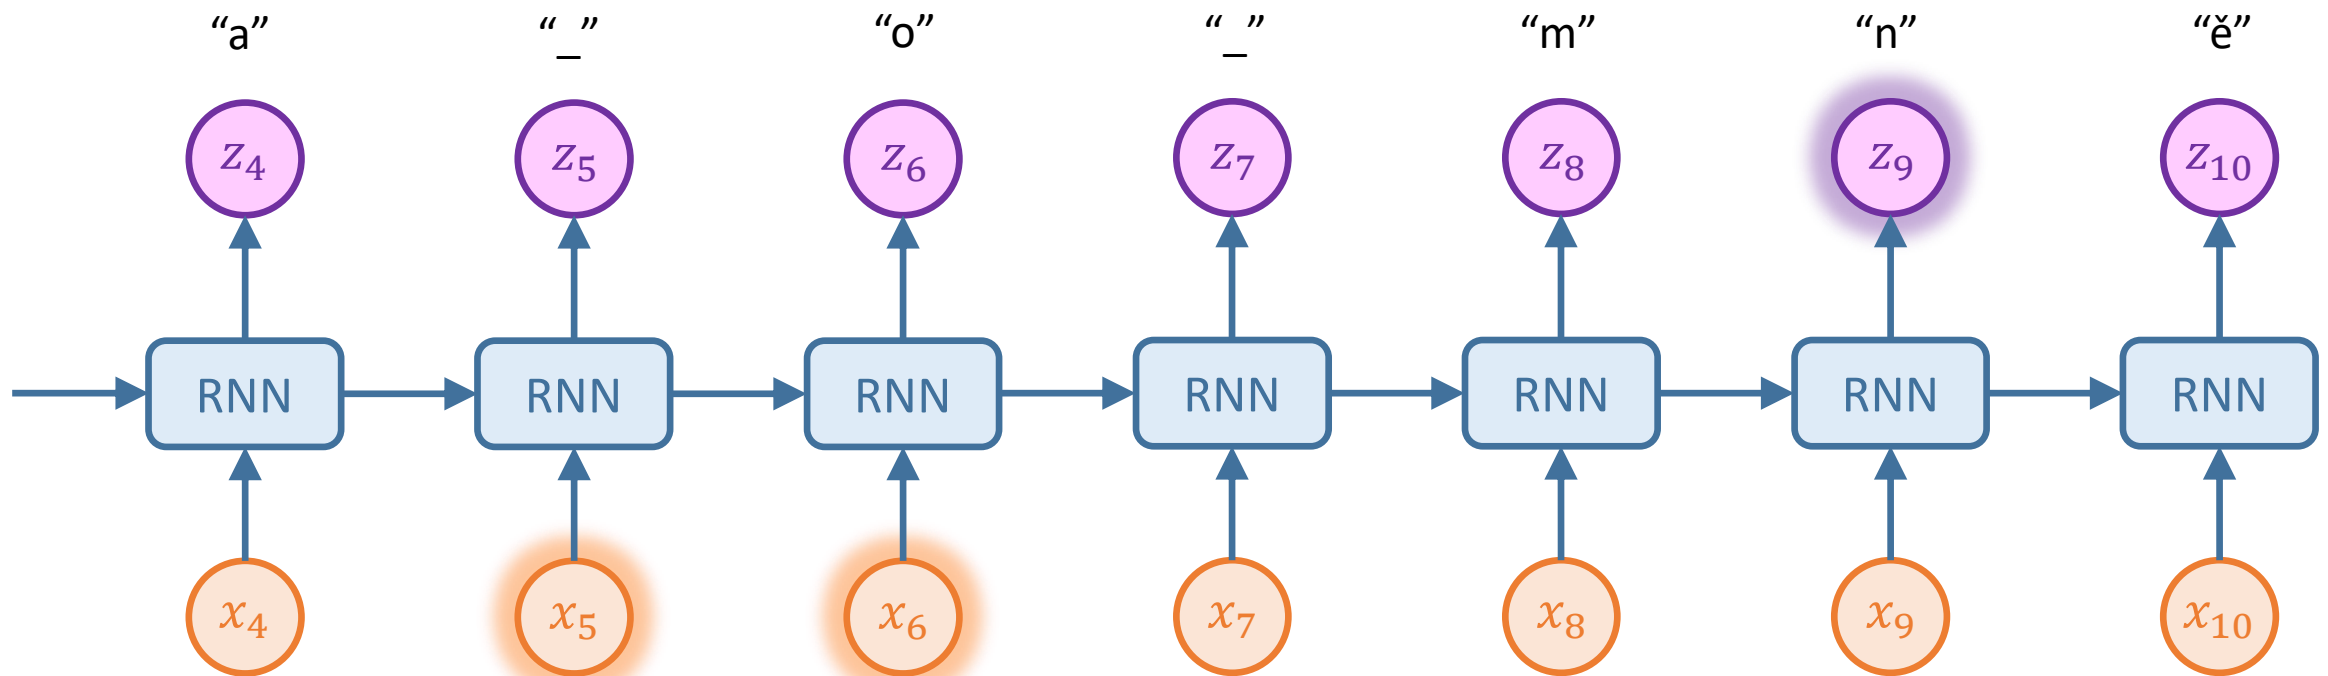 “a” “_” “o” “_” “m” “n” “ě”
z₄ z₅ z₆ z₇ z₈ z₉ z₁₀
RNN RNN RNN RNN RNN RNN RNN
x₄ x₅ x₆ x₇ x₈ x₉ x₁₀